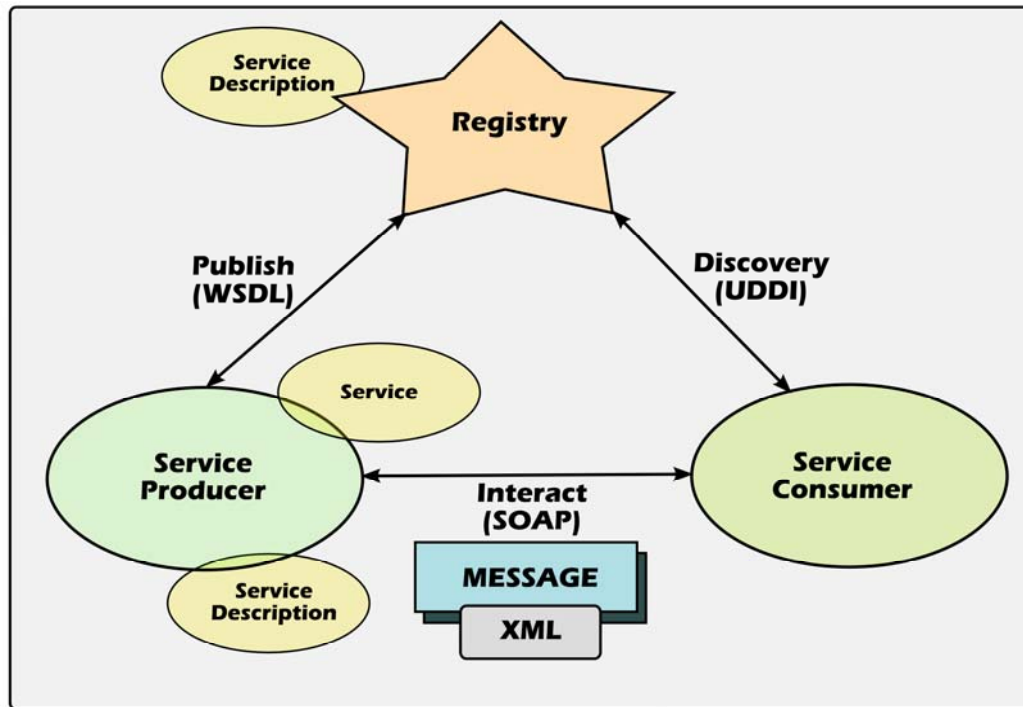 Service
Description
Registry
Publish
(WSDL)
Discovery
(UDDI)
Service
Service
Producer
Service
Consumer
Interact
(SOAP)
Service
Description
MESSAGE
XML